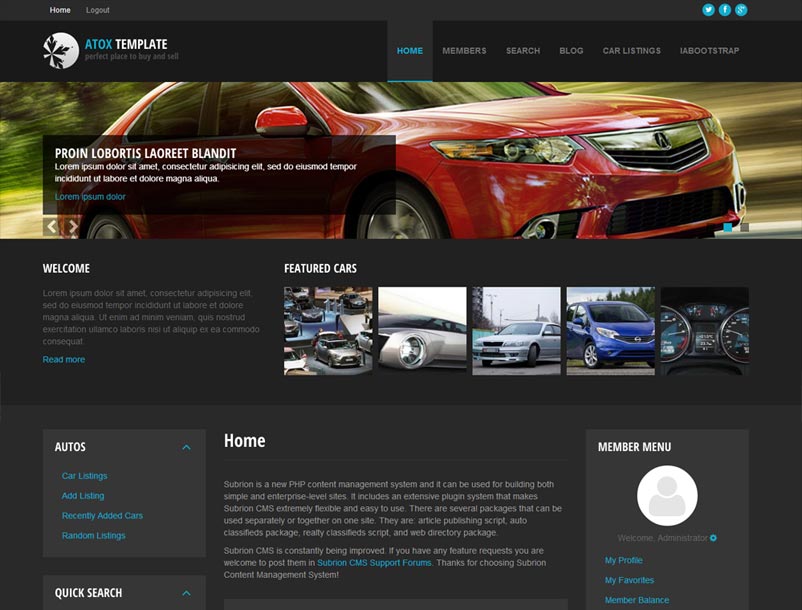 Home Logout
ATOX TEMPLATE
perfect place to buy and sell
HOME MEMBERS SEARCH BLOG CAR LISTINGS IABOOTSTRAP
PROIN LOBORTIS LAOREET BLANDIT
Lorem ipsum dolor sit amet, consectetur adipisicing elit, sed do eiusmod tempor
incididunt ut labore et dolore magna aliqua.
Lorem ipsum dolor
WELCOME
Lorem ipsum dolor sit amet, consectetur adipisicing elit,
sed do eiusmod tempor incididunt ut labore et dolore
magna aliqua. Ut enim ad minim veniam, quis nostrud
exercitation ullamco laboris nisi ut aliquip ex ea commodo
consequat.
Read more
FEATURED CARS
AUTOS
Car Listings
Add Listing
Recently Added Cars
Random Listings
QUICK SEARCH
Home
Subrion is a new PHP content management system and it can be used for building both
simple and enterprise-level sites. It includes an extensive plugin system that makes
Subrion CMS extremely flexible and easy to use. There are several packages that can be
used separately or together on one site. They are: article publishing script, auto
classifieds package, realty classifieds script, and web directory package.
Subrion CMS is constantly being improved. If you have any feature requests you are
welcome to post them in Subrion CMS Support Forums. Thanks for choosing Subrion
Content Management System!
MEMBER MENU
Welcome, Administrator
My Profile
My Favorites
Member Balance